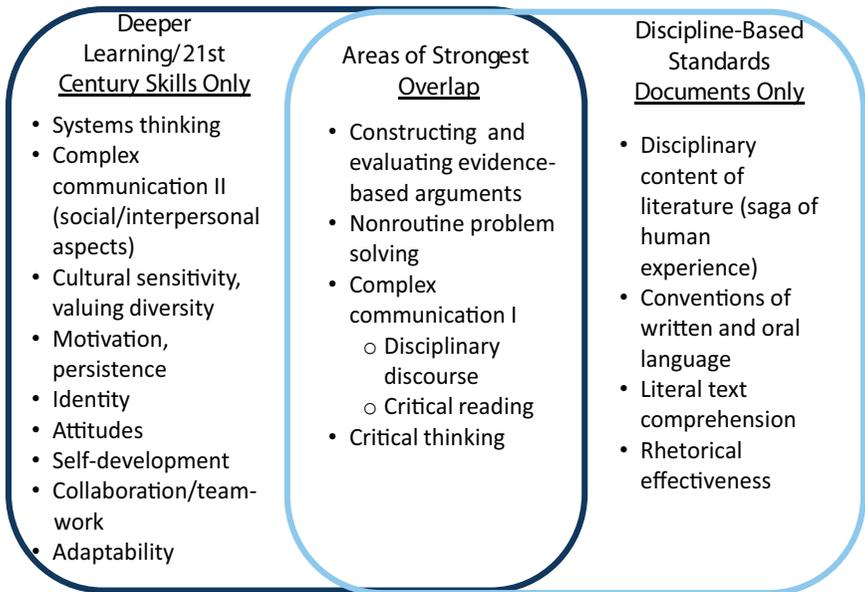 Deeper
Learning/21st
Century Skills Only
• Systems thinking
• Complex
communication II
(social/interpersonal
aspects)
• Cultural sensitivity,
valuing diversity
• Motivation,
persistence
• Identity
• Attitudes
• Self-development
• Collaboration/team-
work
• Adaptability
Areas of Strongest
Overlap
• Constructing and
evaluating evidence-
based arguments
• Nonroutine problem
solving
• Complex
communication I
o Disciplinary
discourse
o Critical reading
• Critical thinking
Discipline-Based
Standards
Documents Only
• Disciplinary
content of
literature (saga of
human
experience)
• Conventions of
written and oral
language
• Literal text
comprehension
• Rhetorical
effectiveness